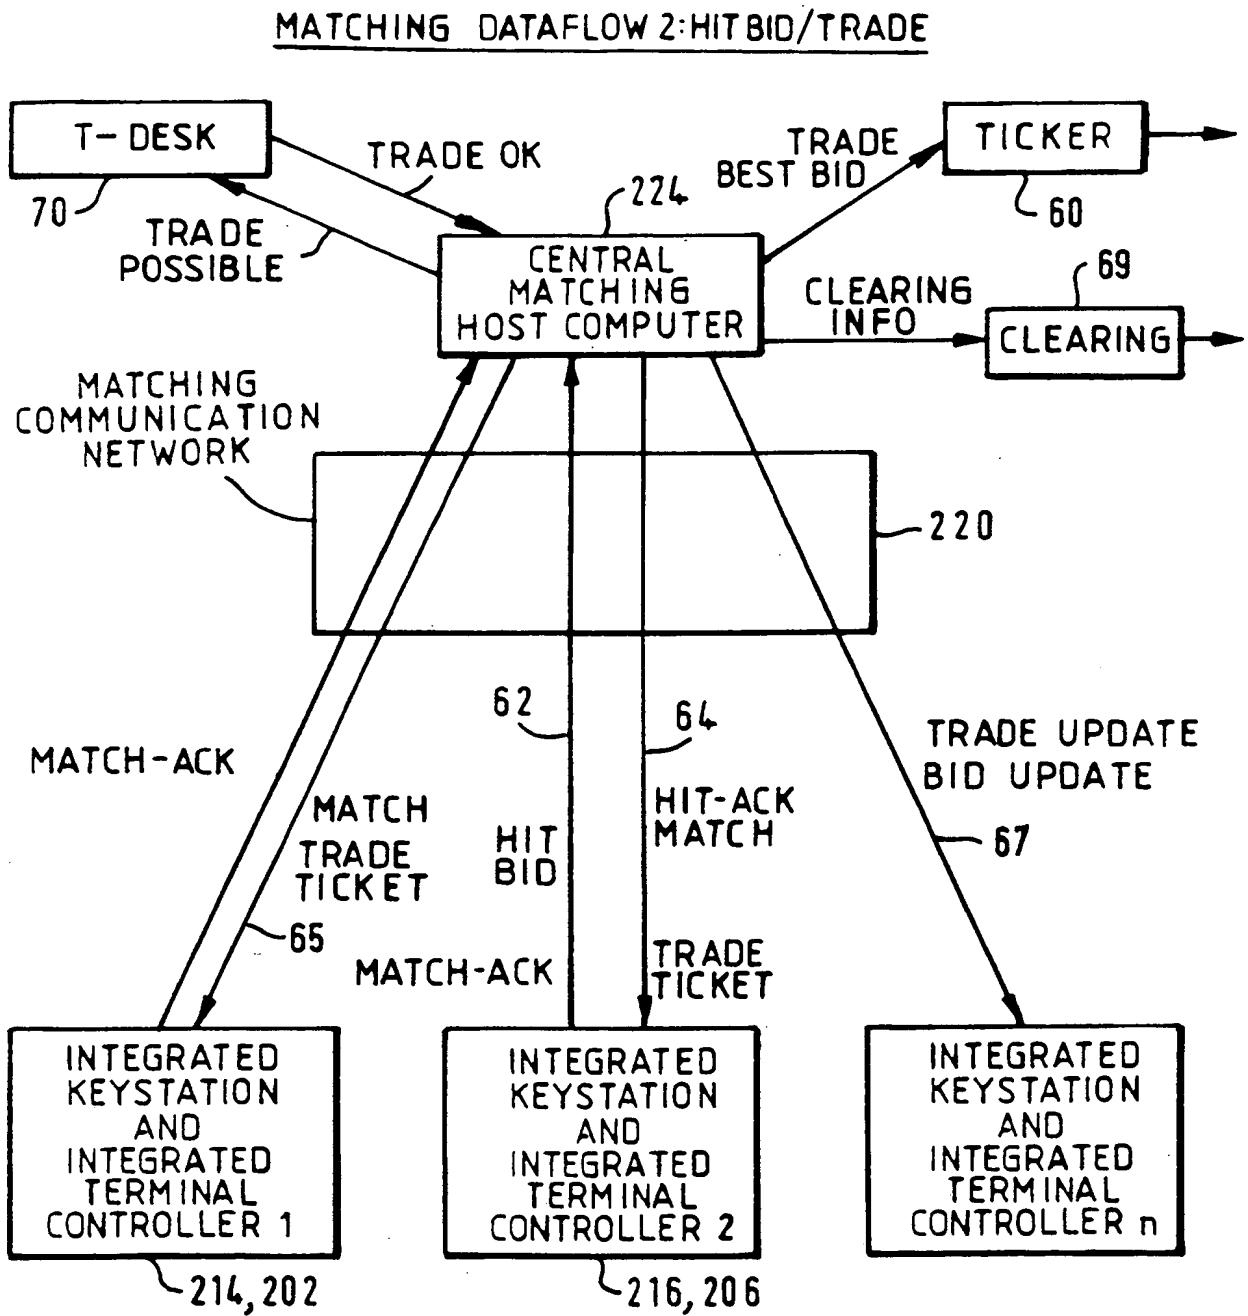 MATCHING DATAFLOW 2:HIT BID/TRADE
T-DESK
70
TRADE OK
TRADE
POSSIBLE
224
CENTRAL
MATCHING
HOST COMPUTER
TRADE
BEST BID
TICKER
60
CLEARING
INFO
69
CLEARING
MATCHING
COMMUNICATION
NETWORK
220
MATCH-ACK
MATCH
TRADE
TICKET
65
62
HIT
BID
MATCH-ACK
64
HIT-ACK
MATCH
TRADE
TICKET
TRADE UPDATE
BID UPDATE
67
INTEGRATED
KEYSTATION
AND
INTEGRATED
TERMINAL
CONTROLLER 1
214,202
INTEGRATED
KEYSTATION
AND
INTEGRATED
TERMINAL
CONTROLLER 2
216,206
INTEGRATED
KEYSTATION
AND
INTEGRATED
TERMINAL
CONTROLLER n